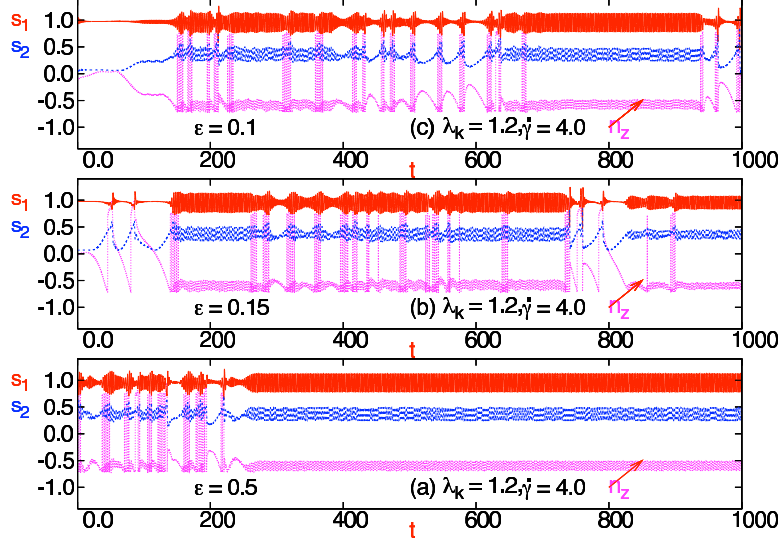 s₁ 1.0
s₂ 0.5
0.0
-0.5
-1.0
ε = 0.1 (c) λₖ = 1.2, γ̇ = 4.0 n_z
0.0 200 400 600 800 1000
t
s₁ 1.0
s₂ 0.5
0.0
-0.5
-1.0
ε = 0.15 (b) λₖ = 1.2, γ̇ = 4.0 n_z
0.0 200 400 600 800 1000
t
s₁ 1.0
s₂ 0.5
0.0
-0.5
-1.0
ε = 0.5 (a) λₖ = 1.2, γ̇ = 4.0 n_z
0.0 200 400 600 800 1000
t